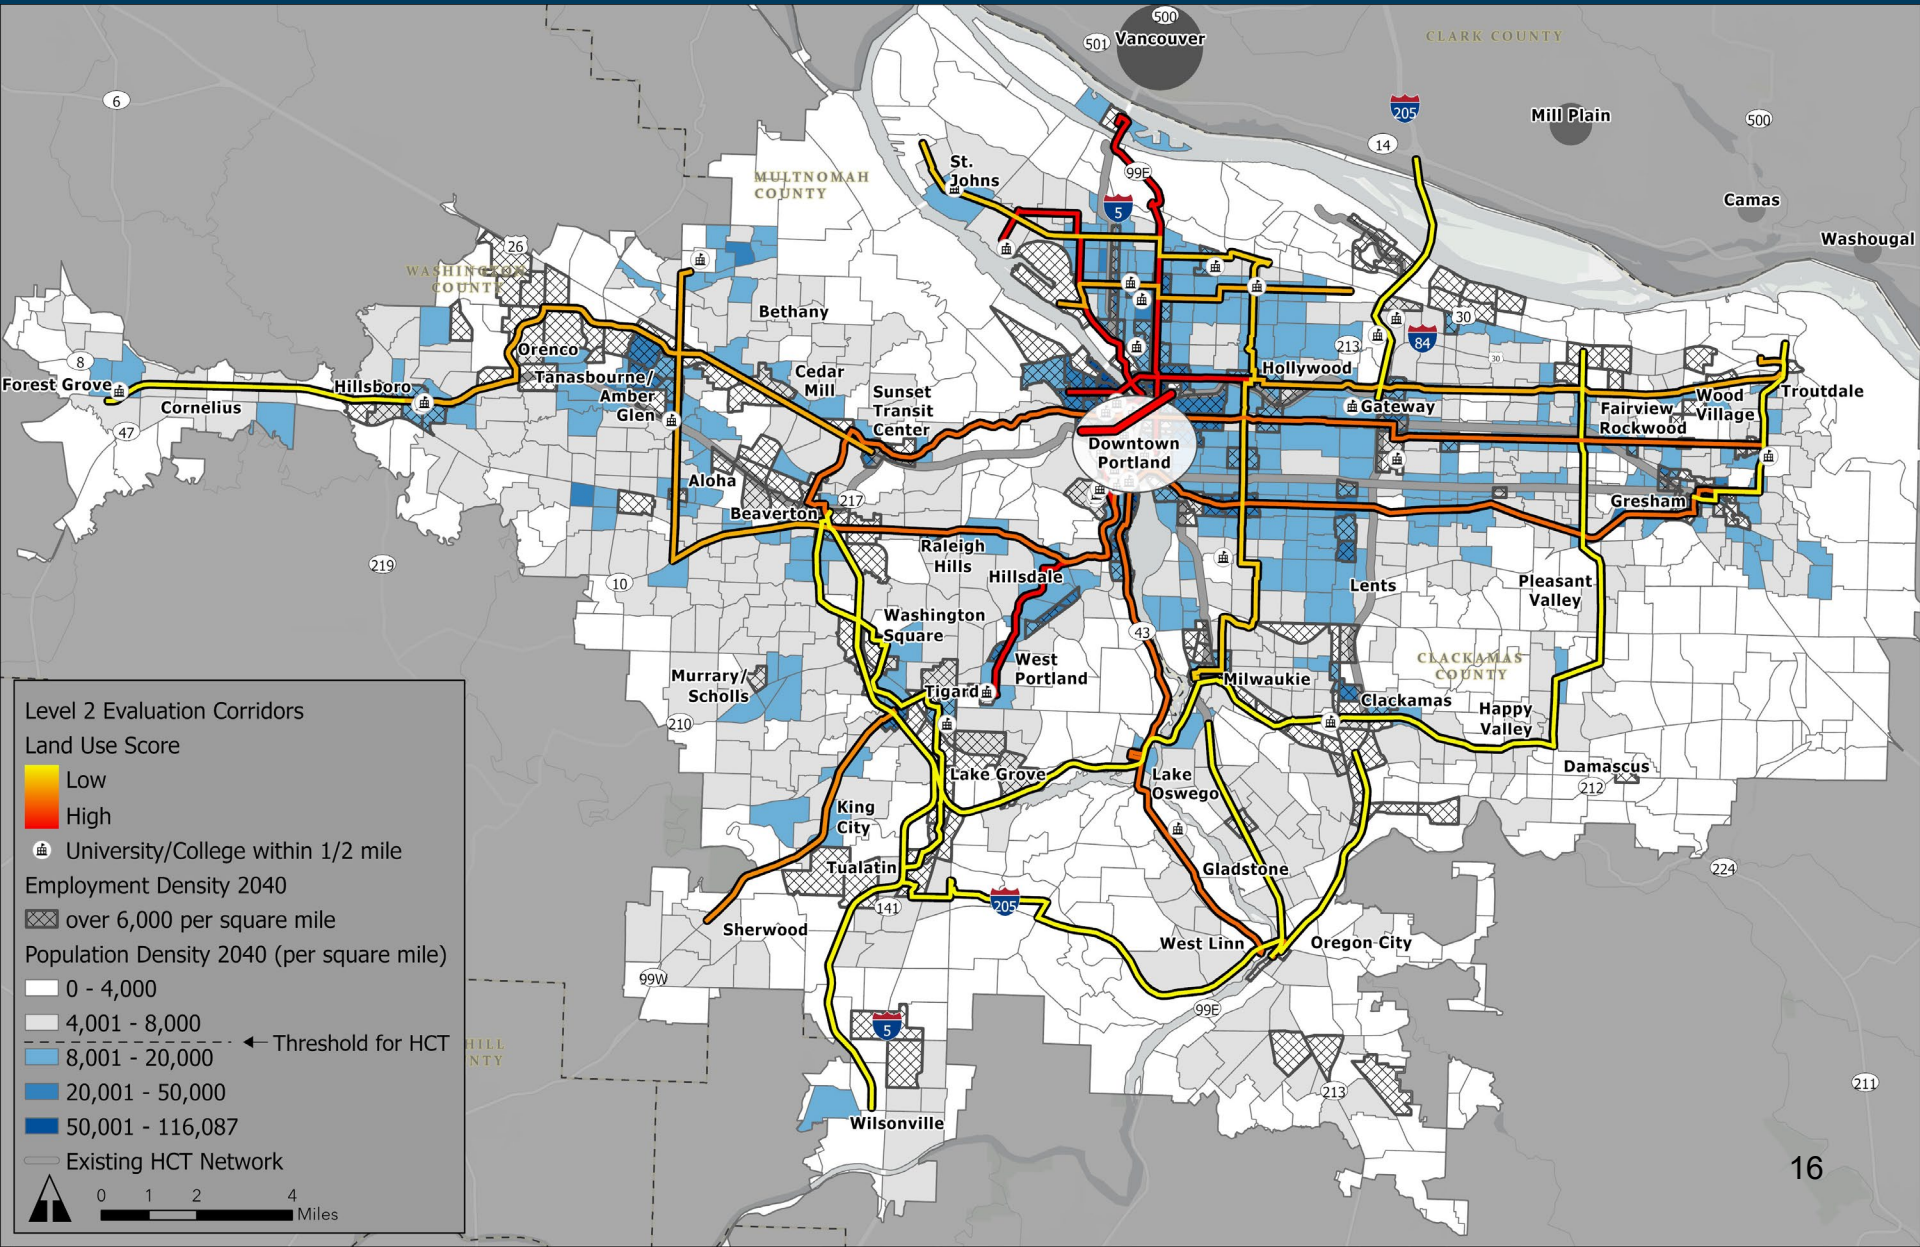 500
501
Vancouver
CLARK COUNTY
6
205
Mill Plain
500
14
St.
Johns
99E
MULTNOMAH
COUNTY
5
Camas
Washougal
26
WASHINGTON
COUNTY
Bethany
30
8
Orenco
213
84
30
Forest Grove
Hillsboro
Tanasbourne/
Amber
Glen
Cedar
Mill
Sunset
Transit
Center
Hollywood
Cornelius
Gateway
Wood
Village
Troutdale
Fairview
Rockwood
47
Downtown
Portland
Aloha
217
Beaverton
Gresham
219
Raleigh
Hills
Hillsdale
10
Lents
Pleasant
Valley
Washington
Square
43
West
Portland
CLACKAMAS
COUNTY
Murrary/
Scholls
Tigard
Milwaukie
Clackamas
210
Happy
Valley
Lake Grove
Lake
Oswego
Damascus
212
King
City
Tualatin
Gladstone
224
141
205
Sherwood
West Linn
Oregon City
99W
99E
5
HILL
NTY
213
211
Wilsonville
Level 2 Evaluation Corridors
Land Use Score
Low
High
University/College within 1/2 mile
Employment Density 2040
over 6,000 per square mile
Population Density 2040 (per square mile)
0 - 4,000
4,001 - 8,000
Threshold for HCT
8,001 - 20,000
20,001 - 50,000
50,001 - 116,087
Existing HCT Network
0 1 2 4
Miles
16